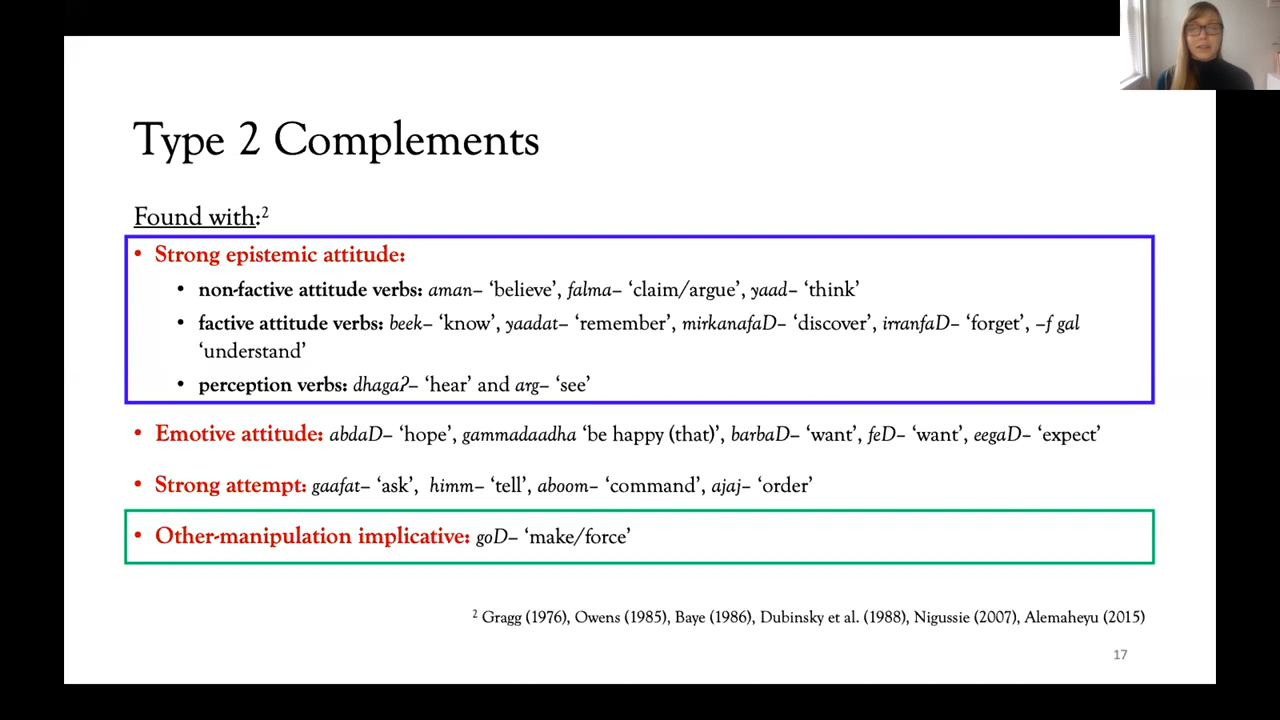 Type 2 Complements
Found with:²
• Strong epistemic attitude:
• non-factive attitude verbs: aman– ‘believe’, falma– ‘claim/argue’, yaad– ‘think’
• factive attitude verbs: beek– ‘know’, yaadat– ‘remember’, mirkanafaD– ‘discover’, irranfaD– ‘forget’, –f gal
‘understand’
• perception verbs: dhagaʔ– ‘hear’ and arg– ‘see’
• Emotive attitude: abdaD– ‘hope’, gammadaadha ‘be happy (that)’, barbaD– ‘want’, feD– ‘want’, eegaD– ‘expect’
• Strong attempt: gaafat– ‘ask’, himm– ‘tell’, aboom– ‘command’, ajaj– ‘order’
• Other-manipulation implicative: goD– ‘make/force’
² Gragg (1976), Owens (1985), Baye (1986), Dubinsky et al. (1988), Nigussie (2007), Alemaheyu (2015)
17